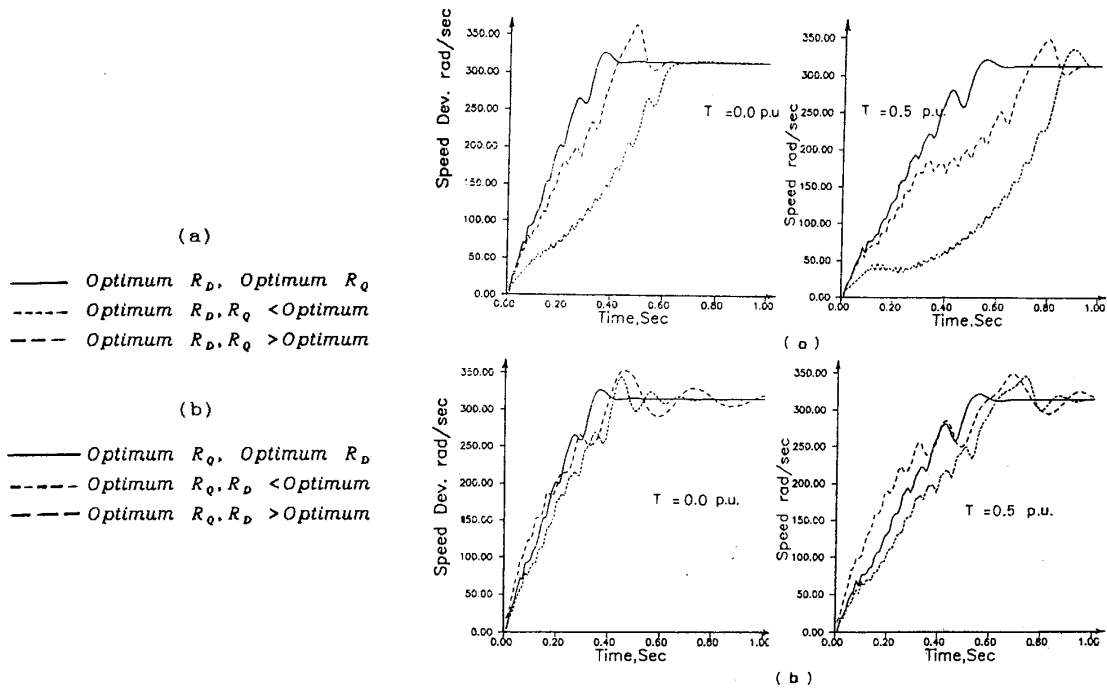 (a)
Optimum R_D, Optimum R_Q
Optimum R_D,R_Q <Optimum
Optimum R_D,R_Q >Optimum
(b)
Optimum R_Q, Optimum R_D
Optimum R_Q,R_D <Optimum
Optimum R_Q,R_D >Optimum
Speed Dev. rad/sec
350.00
300.00
250.00
200.00
150.00
100.00
50.00
0.00
T =0.0 p.u.
0.00 0.20 0.40 0.60 0.80 1.00
Time,Sec
Speed rad/sec
350.00
300.00
250.00
200.00
150.00
100.00
50.00
0.00
T =0.5 p.u.
0.00 0.20 0.40 0.60 0.80 1.00
Time,Sec
(a)
Speed Dev. rad/sec
350.00
300.00
250.00
200.00
150.00
100.00
50.00
0.00
T =0.0 p.u.
0.00 0.20 0.40 0.60 0.80 1.00
Time,Sec
Speed rad/sec
350.00
300.00
250.00
200.00
150.00
100.00
50.00
0.00
T =0.5 p.u.
0.00 0.20 0.40 0.60 0.80 1.00
Time,Sec
(b)